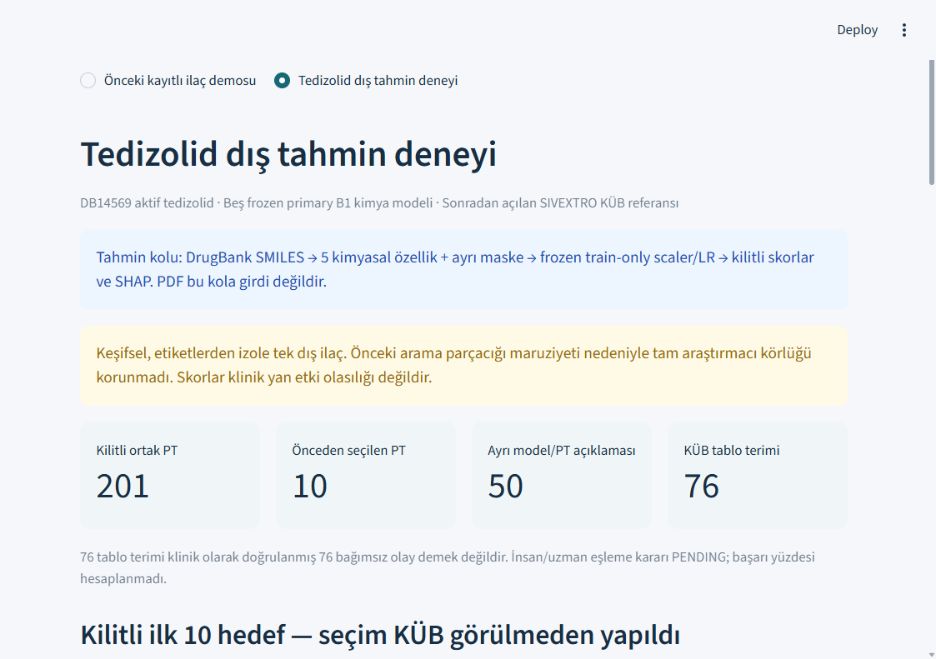 Deploy
Önceki kayıtlı ilaç demosu
Tedizolid dış tahmin deneyi
Tedizolid dış tahmin deneyi
DB14569 aktif tedizolid · Beş frozen primary B1 kimya modeli · Sonradan açılan SIVEXTRO KÜB referansı
Tahmin kolu: DrugBank SMILES → 5 kimyasal özellik + ayrı maske → frozen train-only scaler/LR → kilitli skorlar
ve SHAP. PDF bu kola girdi değildir.
Keşifsel, etiketlerden izole tek dış ilaç. Önceki arama parçacığı maruziyeti nedeniyle tam araştırmacı körlüğü
korunmadı. Skorlar klinik yan etki olasılığı değildir.
Kilitli ortak PT
201
Önceden seçilen PT
10
Ayrı model/PT açıklaması
50
KÜB tablo terimi
76
76 tablo terimi klinik olarak doğrulanmış 76 bağımsız olay demek değildir. İnsan/uzman eşleme kararı PENDING; başarı yüzdesi
hesaplanmadı.
Kilitli ilk 10 hedef — seçim KÜB görülmeden yapıldı